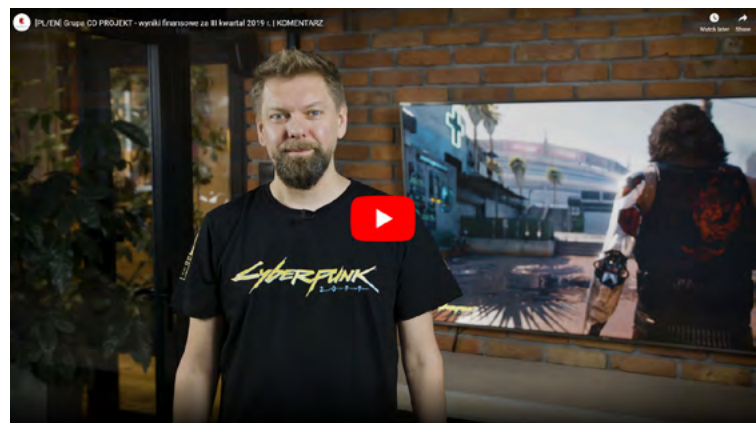 [PL/EN] Grupa CD PROJEKT - wyniki finansowe za III kwartał 2019 r. | KOMENTARZ
Watch later
Share
CYBERPUNK
2077